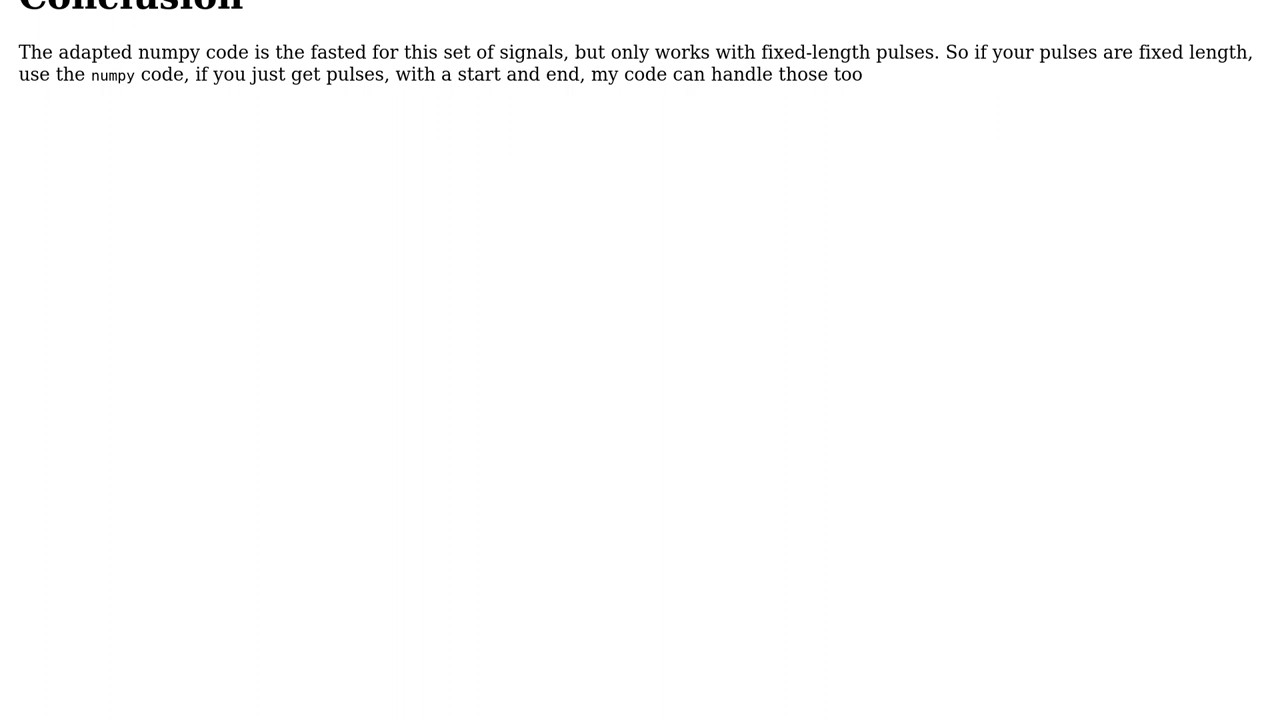 Conclusion
The adapted numpy code is the fasted for this set of signals, but only works with fixed-length pulses. So if your pulses are fixed length,
use the numpy code, if you just get pulses, with a start and end, my code can handle those too